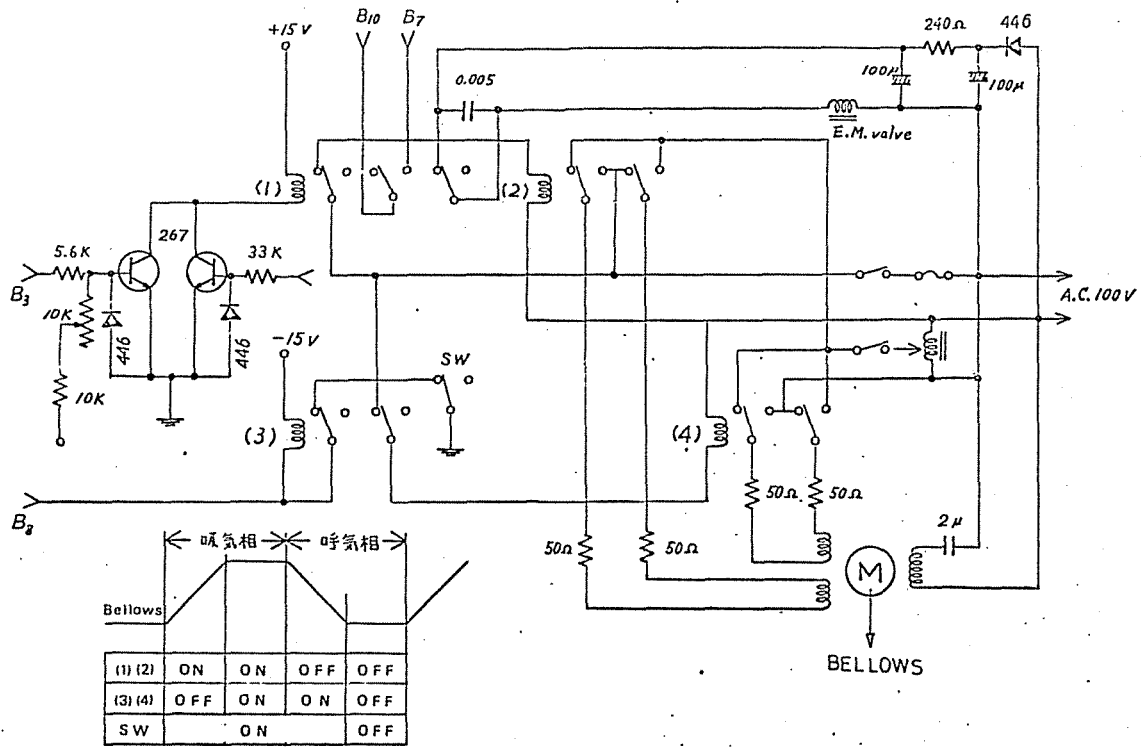 +15V
B10
B7
240Ω
446
0.005
100μ
100μ
E.M. valve
(1)
(2)
5.6K
267
33K
B3
10K
446
446
10K
A.C. 100V
-15V
SW
(3)
(4)
50Ω
50Ω
B8
50Ω
50Ω
2μ
M
BELLOWS
吸気相
呼気相
Bellows
(1) (2) ON ON OFF OFF
(3) (4) OFF ON ON OFF
SW ON OFF